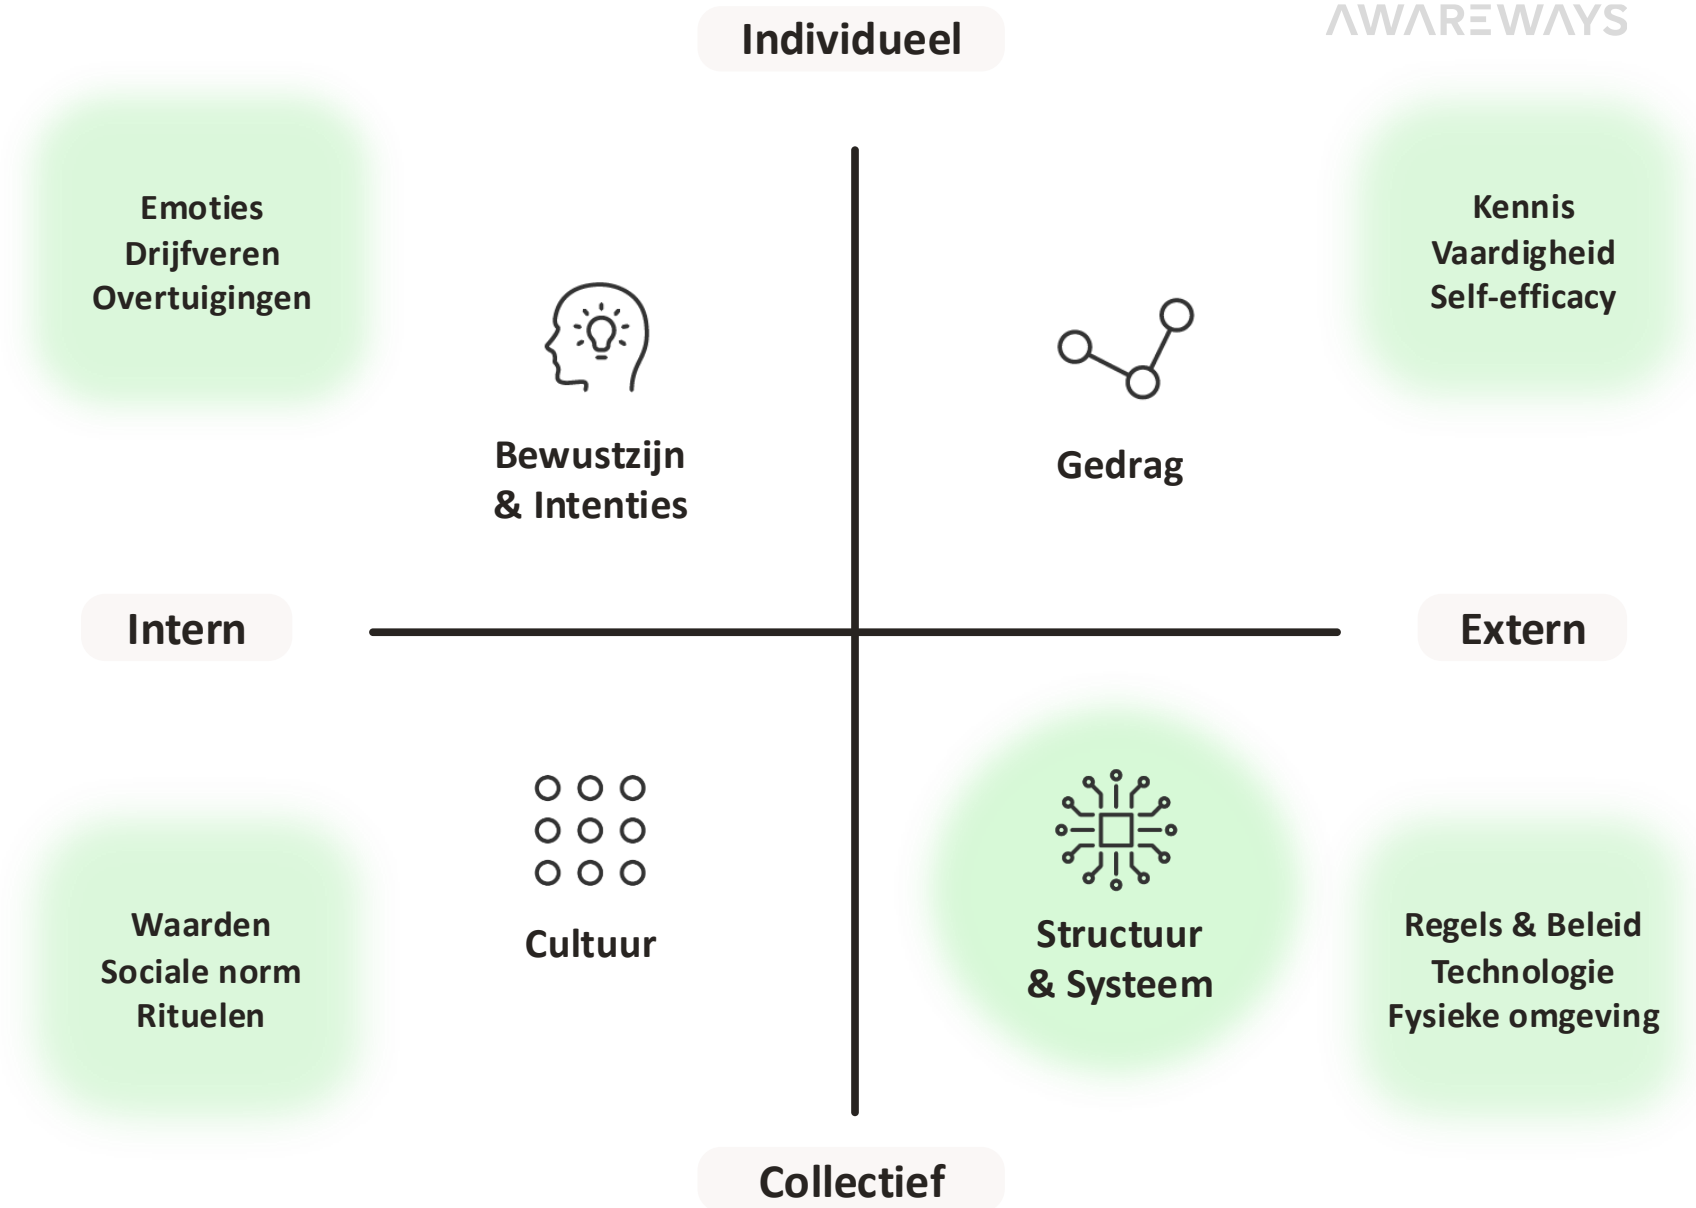 AWAREWAYS
Individueel
Emoties
Drijfveren
Overtuigingen
Kennis
Vaardigheid
Self-efficacy
Bewustzijn
& Intenties
Gedrag
Intern
Extern
Cultuur
Structuur
& Systeem
Waarden
Sociale norm
Rituelen
Regels & Beleid
Technologie
Fysieke omgeving
Collectief